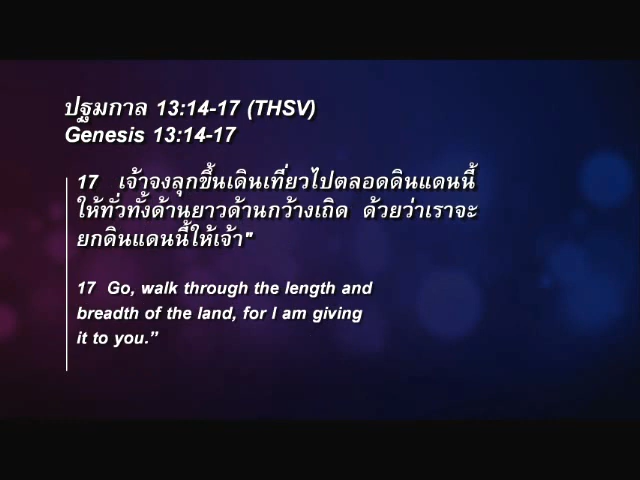 ปฐมกาล 13:14-17 (THSV)
Genesis 13:14-17
17 เจ้าจงลุกขึ้นเดินเที่ยวไปตลอดดินแดนนี้
ให้ทั่วทั้งด้านยาวด้านกว้างเถิด ด้วยว่าเราจะ
ยกดินแดนนี้ให้เจ้า"
17 Go, walk through the length and
breadth of the land, for I am giving
it to you.”